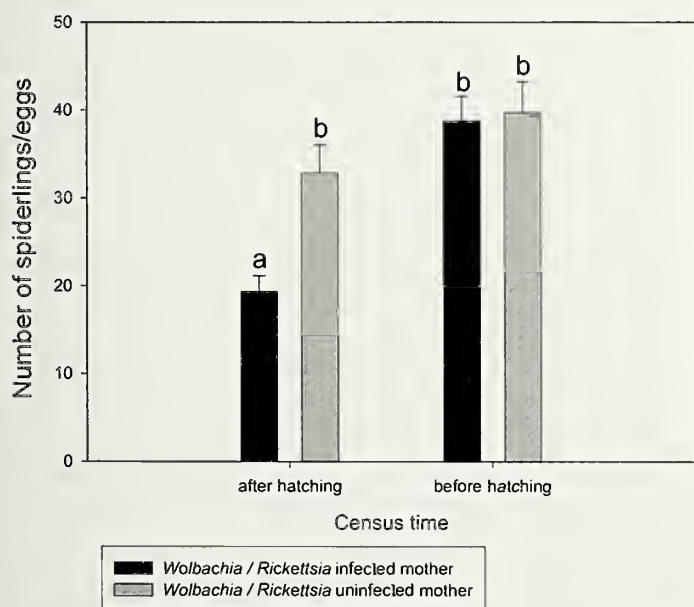 Number of spiderlings/eggs
50
40
30
20
10
0
a
b
b
b
after hatching
before hatching
Census time
Wolbachia / Rickettsia infected mother
Wolbachia / Rickettsia uninfected mother